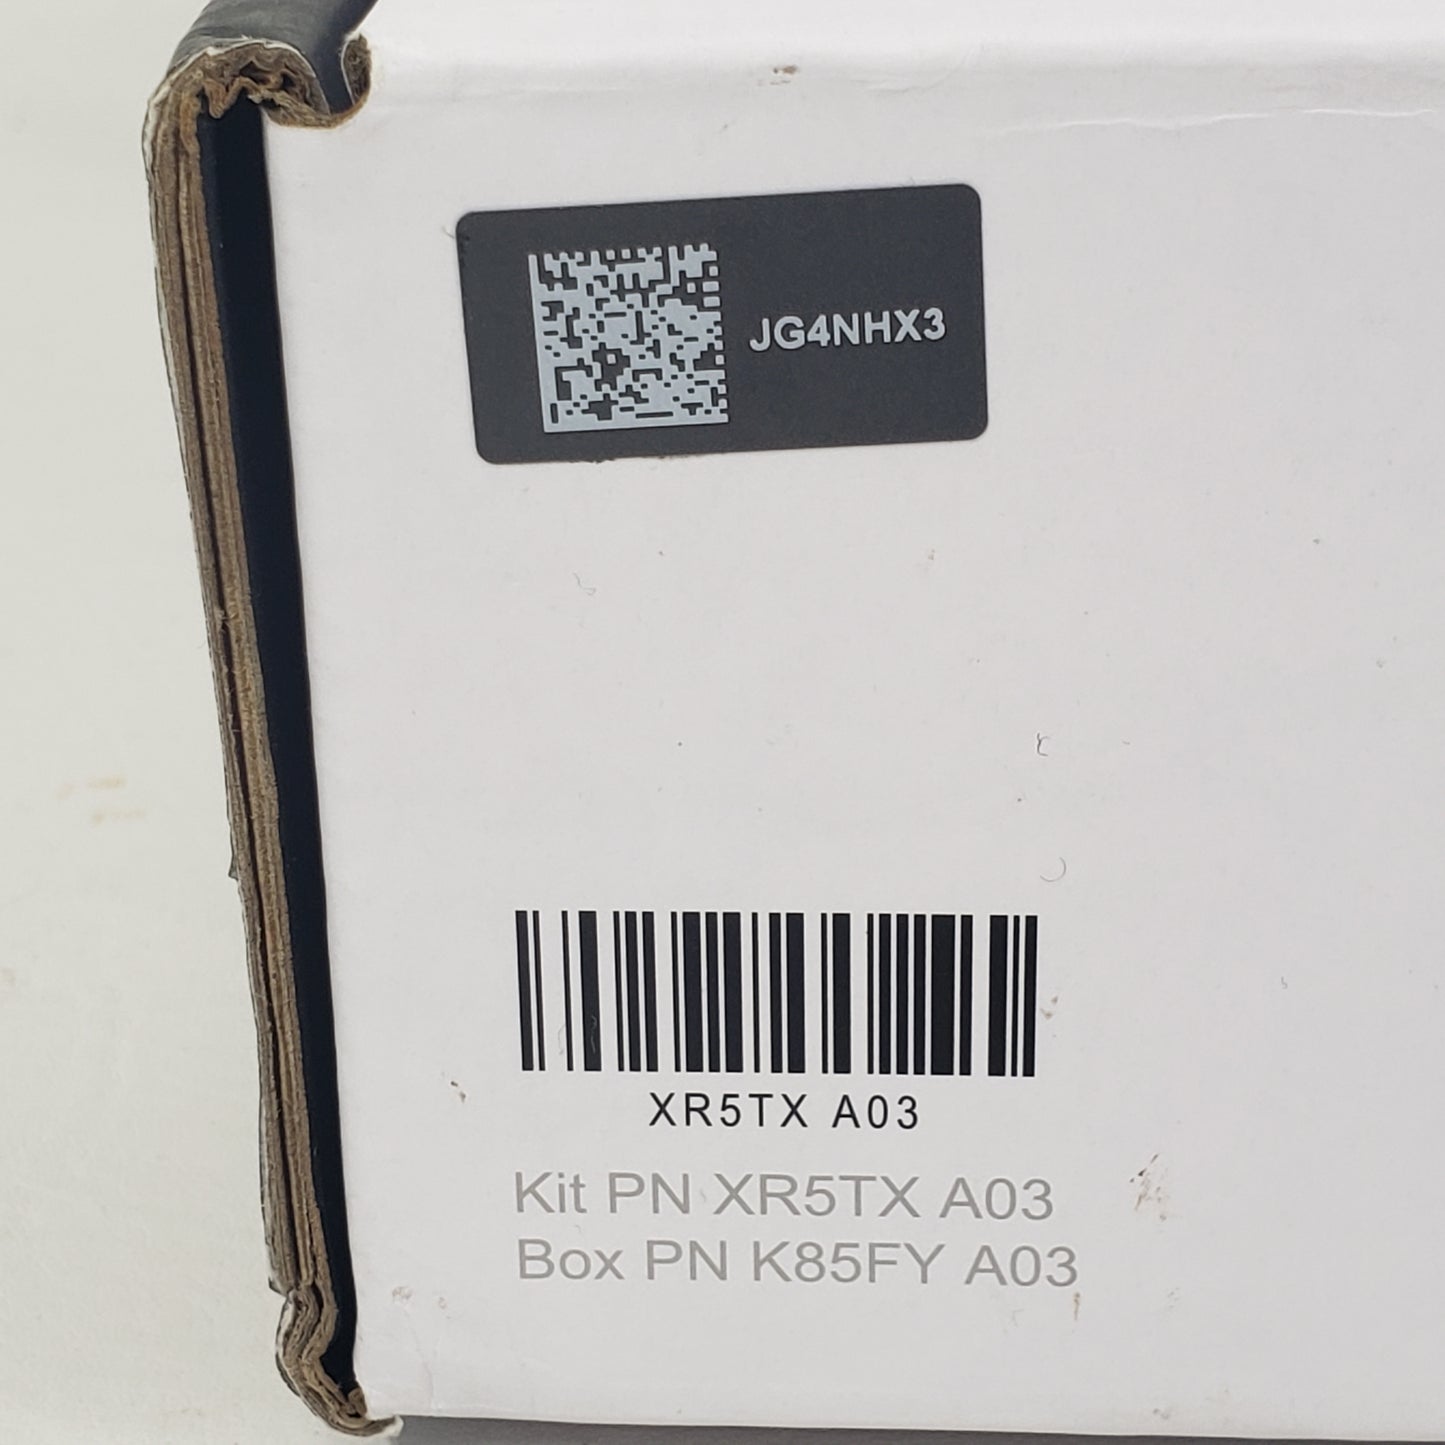 JG4NHX3
XR5TX A03
Kit PN XR5TX A03
Box PN K85FY A03